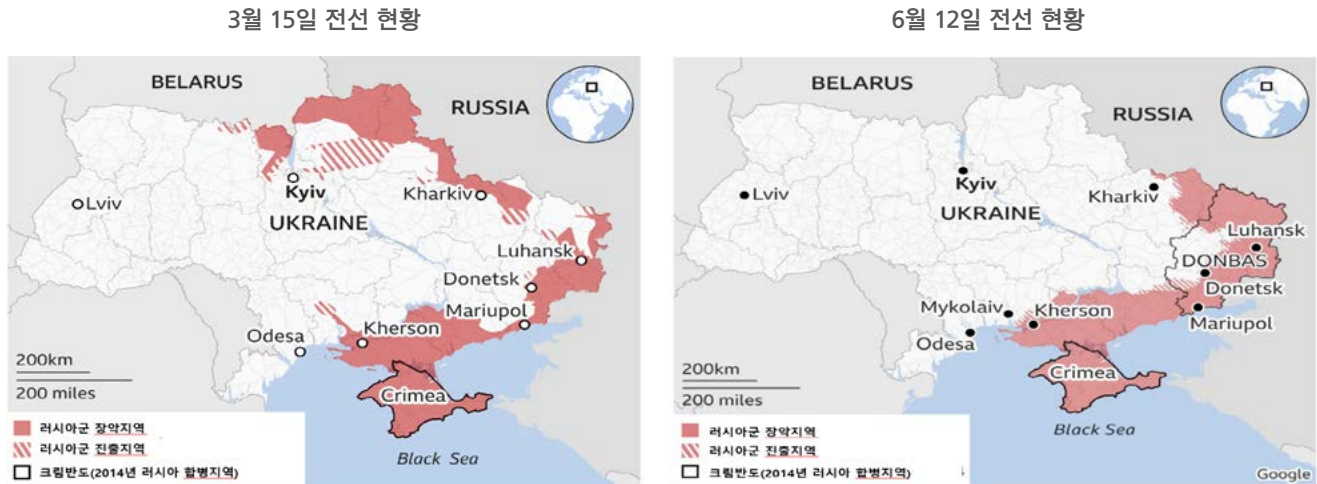 3월 15일 전선 현황
BELARUS
RUSSIA
Kyiv
Lviv
Kharkiv
UKRAINE
Luhansk
Donetsk
Mariupol
Odesa
Kherson
200km
200 miles
Crimea
Black Sea
러시아군 장악지역
러시아군 진출지역
크림반도(2014년 러시아 합병지역)
6월 12일 전선 현황
BELARUS
RUSSIA
Kyiv
Lviv
Kharkiv
UKRAINE
Luhansk
DONBAS
Donetsk
Mykolaiv
Kherson
Mariupol
Odesa
200km
200 miles
Crimea
Black Sea
러시아군 장악지역
러시아군 진출지역
크림반도(2014년 러시아 합병지역)
Google